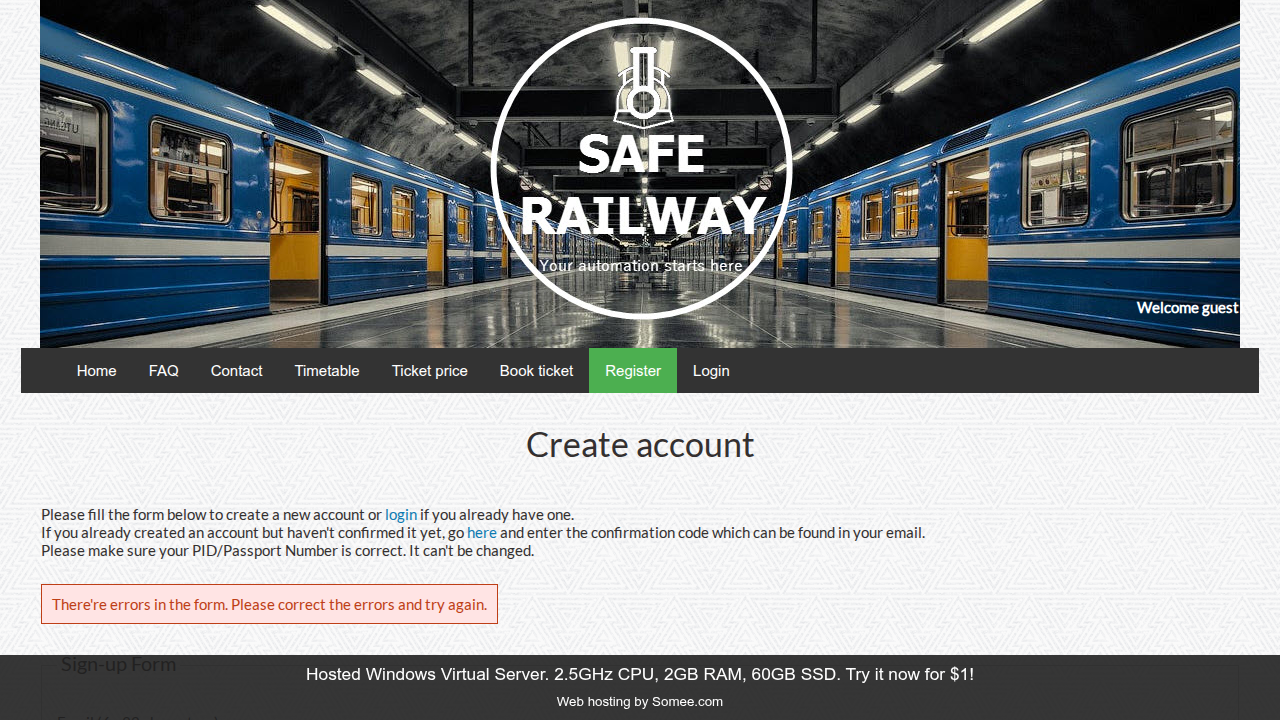 SAFE
RAILWAY
Your automation starts here
Welcome guest
Home FAQ Contact Timetable Ticket price Book ticket Register Login
Create account
Please fill the form below to create a new account or login if you already have one.
If you already created an account but haven't confirmed it yet, go here and enter the confirmation code which can be found in your email.
Please make sure your PID/Passport Number is correct. It can't be changed.
There're errors in the form. Please correct the errors and try again.
Sign-up Form
Hosted Windows Virtual Server. 2.5GHz CPU, 2GB RAM, 60GB SSD. Try it now for $1!
Web hosting by Somee.com